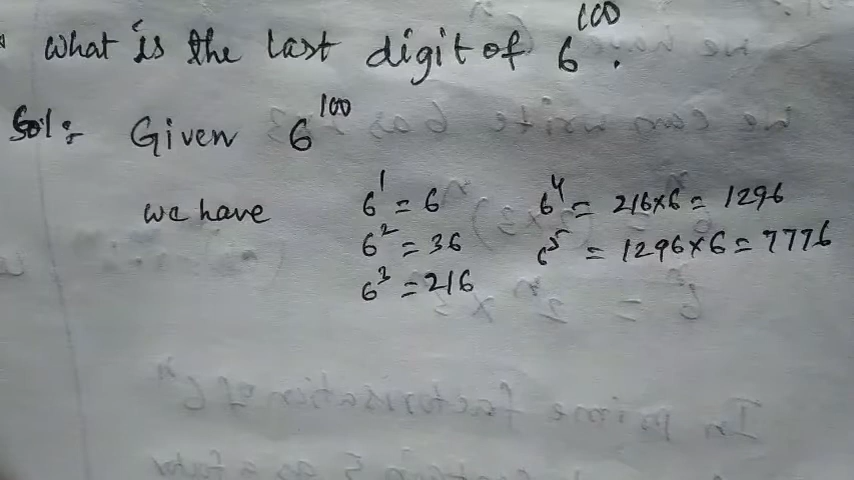 What is the last digit of 6^100.
Sol:- Given 6^100
we have 6^1 = 6 6^4 = 216×6 = 1296
6^2 = 36 6^5 = 1296×6 = 7776
6^3 = 216